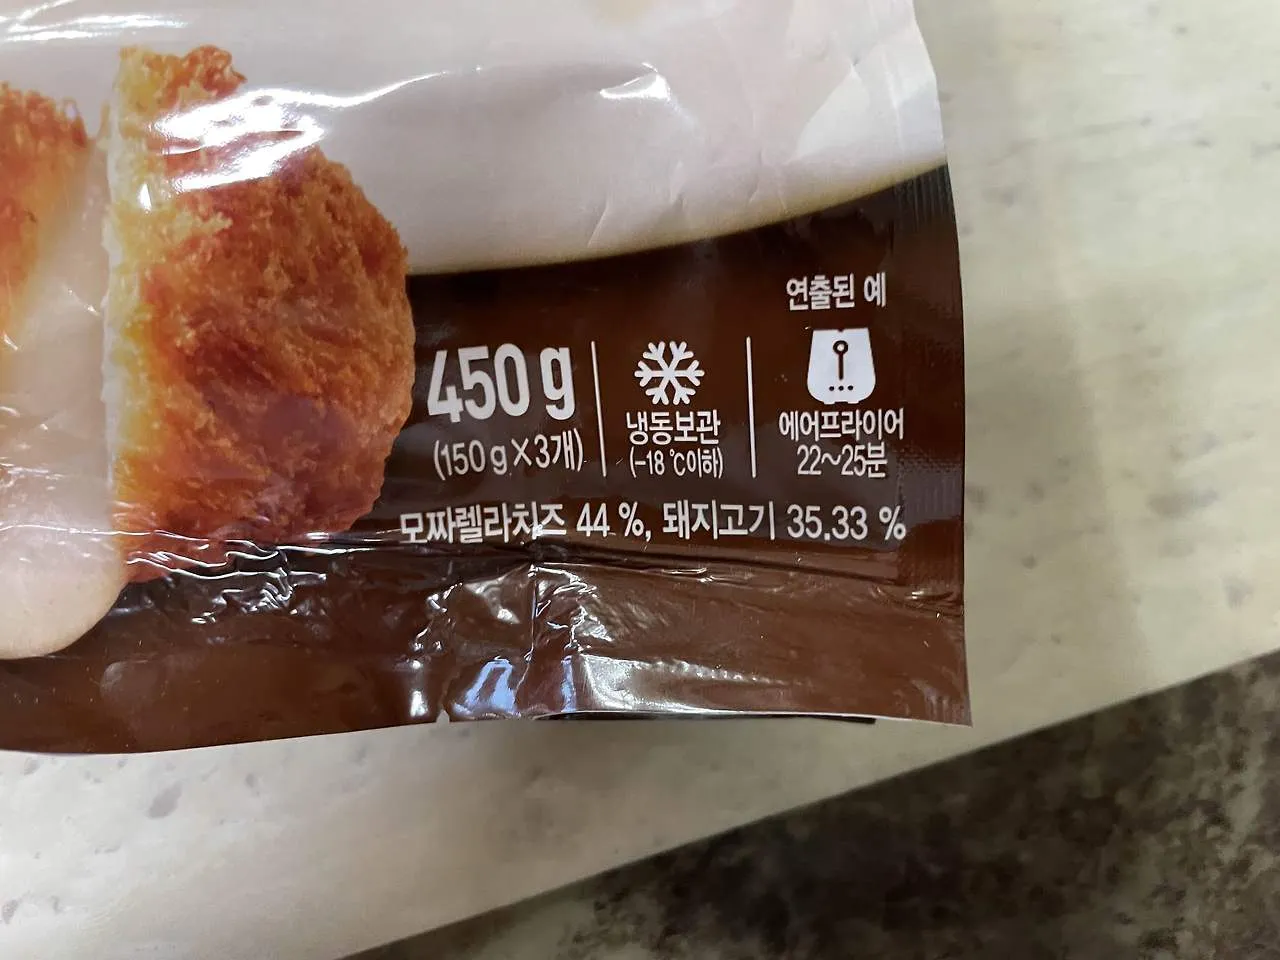 연출된 예
450 g
(150 g×3개)
냉동보관
(-18 ℃이하)
에어프라이어
22~25분
모짜렐라치즈 44 %, 돼지고기 35.33 %